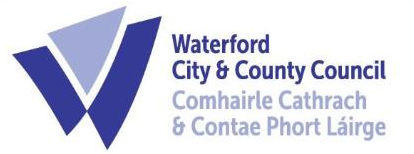 Waterford
City & County Council
Comhairle Cathrach
& Contae Phort Láirge